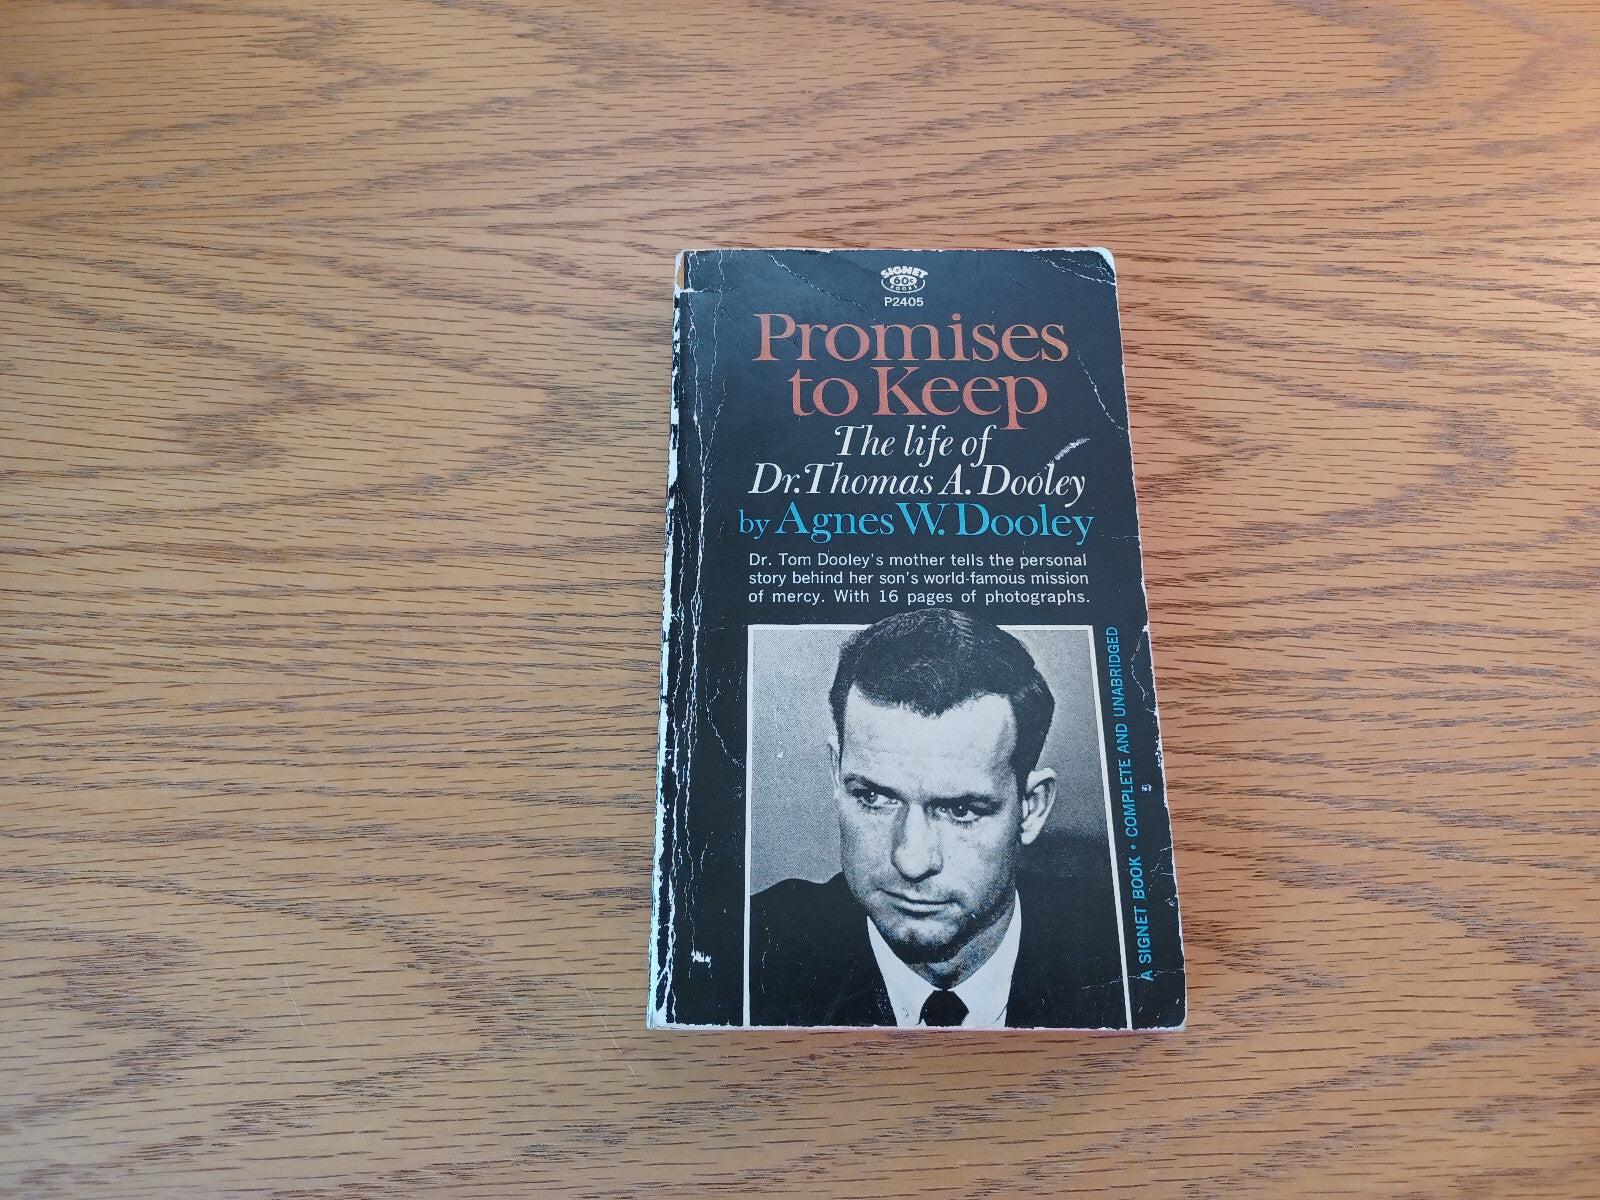 SIGNET
60c
BOOKS
P2405
Promises
to Keep
The life of
Dr. Thomas A. Dooley
by Agnes W. Dooley
Dr. Tom Dooley's mother tells the personal
story behind her son's world-famous mission
of mercy. With 16 pages of photographs.
A SIGNET BOOK • COMPLETE AND UNABRIDGED